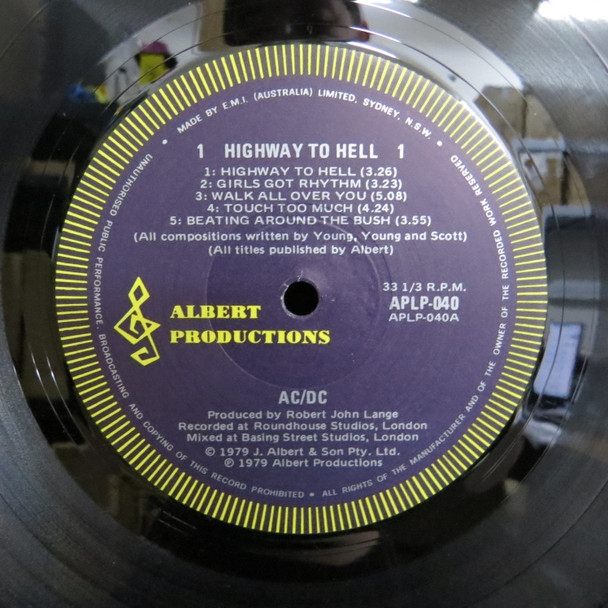 MADE BY E.M.I. (AUSTRALIA) LIMITED, SYDNEY, N.S.W.
1 HIGHWAY TO HELL 1
1: HIGHWAY TO HELL (3.26)
2: GIRLS GOT RHYTHM (3.23)
3: WALK ALL OVER YOU (5.08)
4: TOUCH TOO MUCH (4.24)
5: BEATING AROUND THE BUSH (3.55)
(All compositions written by Young, Young and Scott)
(All titles published by Albert)
33 1/3 R.P.M.
APLP-040
APLP-040A
ALBERT
PRODUCTIONS
AC/DC
Produced by Robert John Lange
Recorded at Roundhouse Studios, London
Mixed at Basing Street Studios, London
© 1979 J. Albert & Son Pty. Ltd.
℗ 1979 Albert Productions
UNAUTHORISED PUBLIC PERFORMANCE, BROADCASTING AND COPYING OF THIS RECORD PROHIBITED • ALL RIGHTS OF THE MANUFACTURER AND OF THE OWNER OF THE RECORDED WORK RESERVED